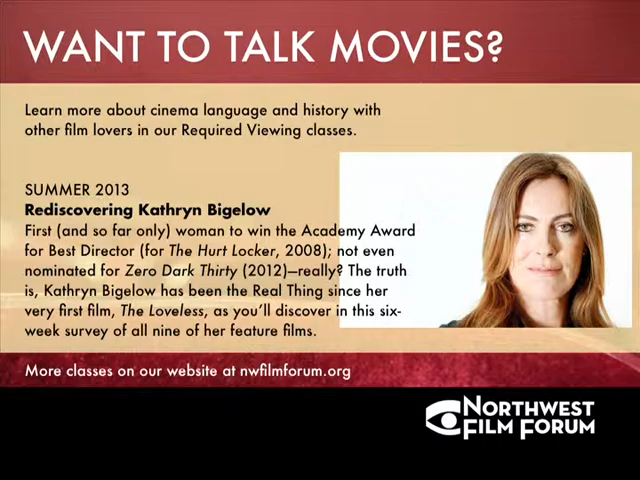 WANT TO TALK MOVIES?
Learn more about cinema language and history with
other film lovers in our Required Viewing classes.
SUMMER 2013
Rediscovering Kathryn Bigelow
First (and so far only) woman to win the Academy Award
for Best Director (for The Hurt Locker, 2008); not even
nominated for Zero Dark Thirty (2012)—really? The truth
is, Kathryn Bigelow has been the Real Thing since her
very first film, The Loveless, as you'll discover in this six-
week survey of all nine of her feature films.
More classes on our website at nwfilmforum.org
NORTHWEST
FILM FORUM